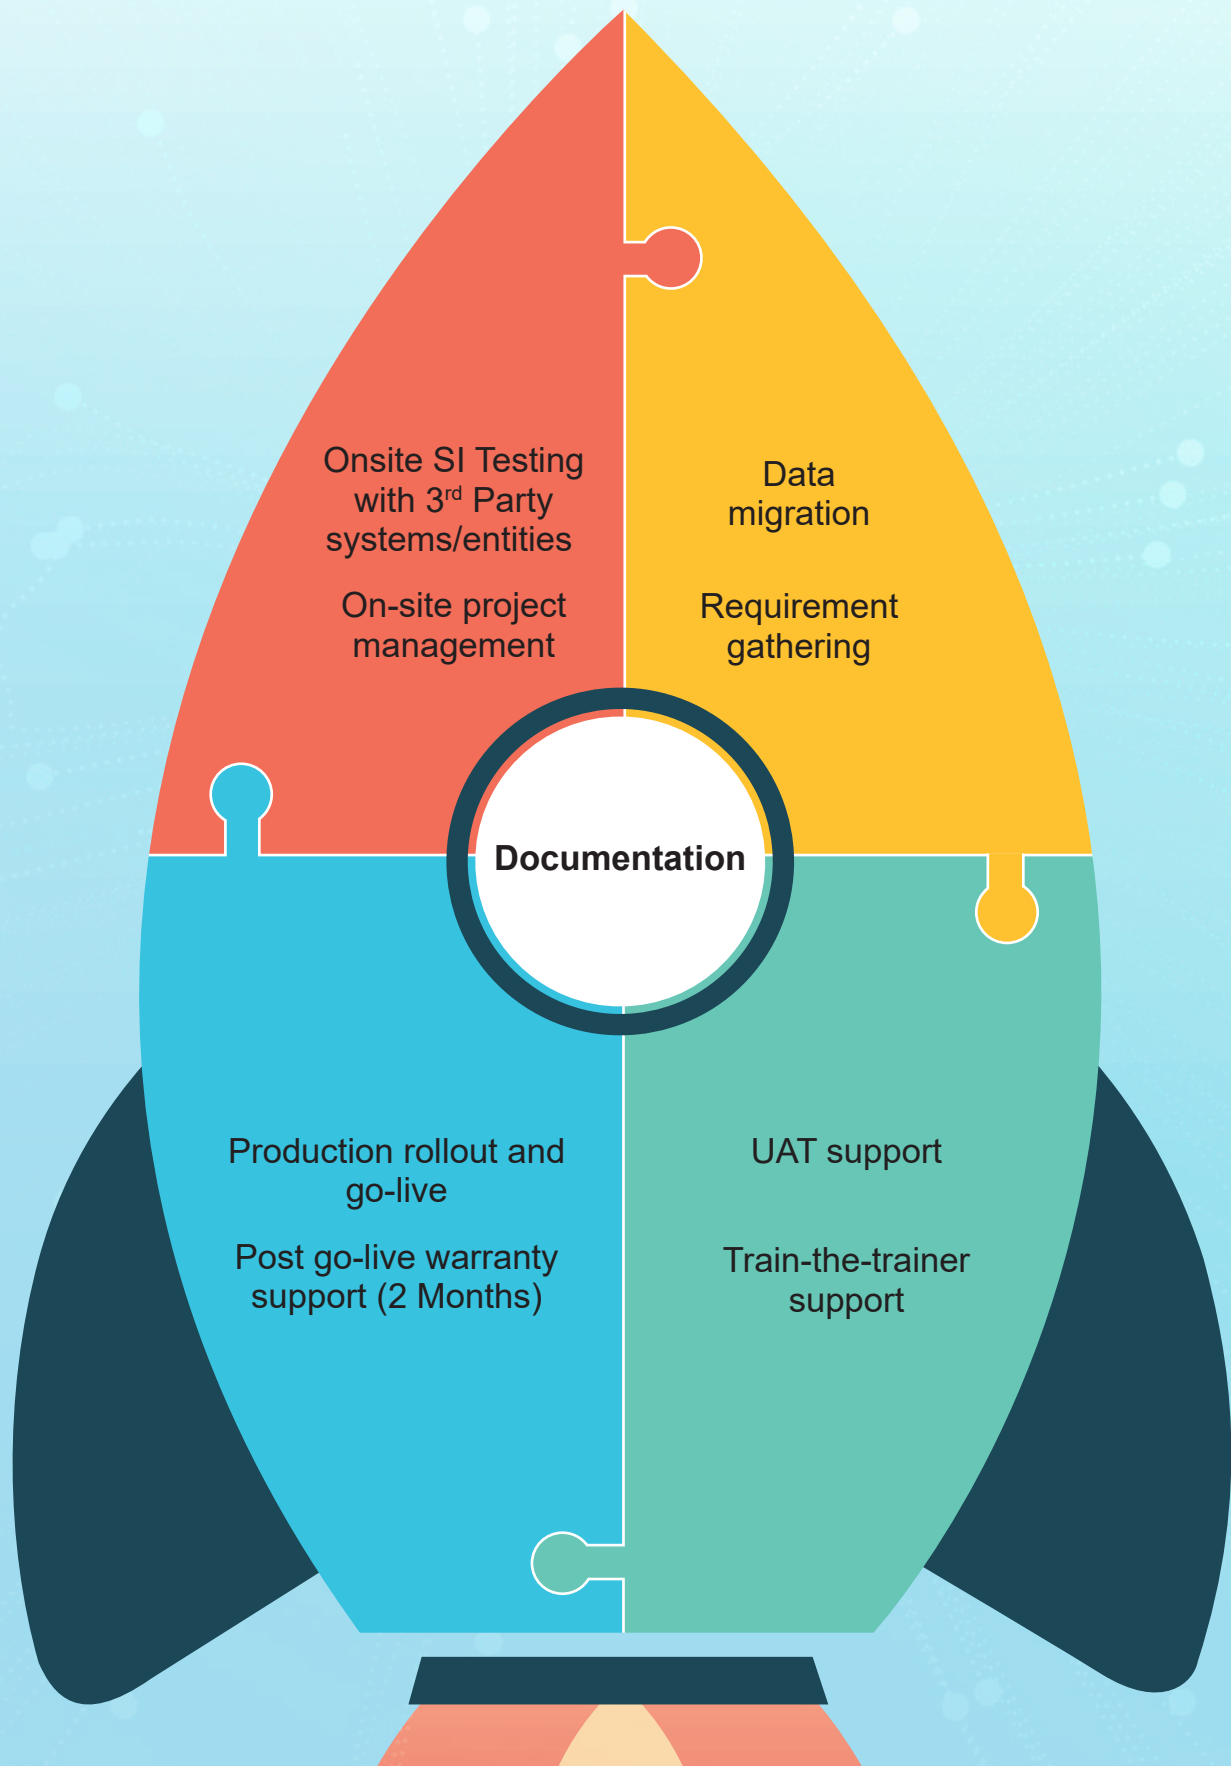 Onsite SI Testing
with 3rd Party
systems/entities
On-site project
management
Data
migration
Requirement
gathering
Documentation
Production rollout and
go-live
Post go-live warranty
support (2 Months)
UAT support
Train-the-trainer
support